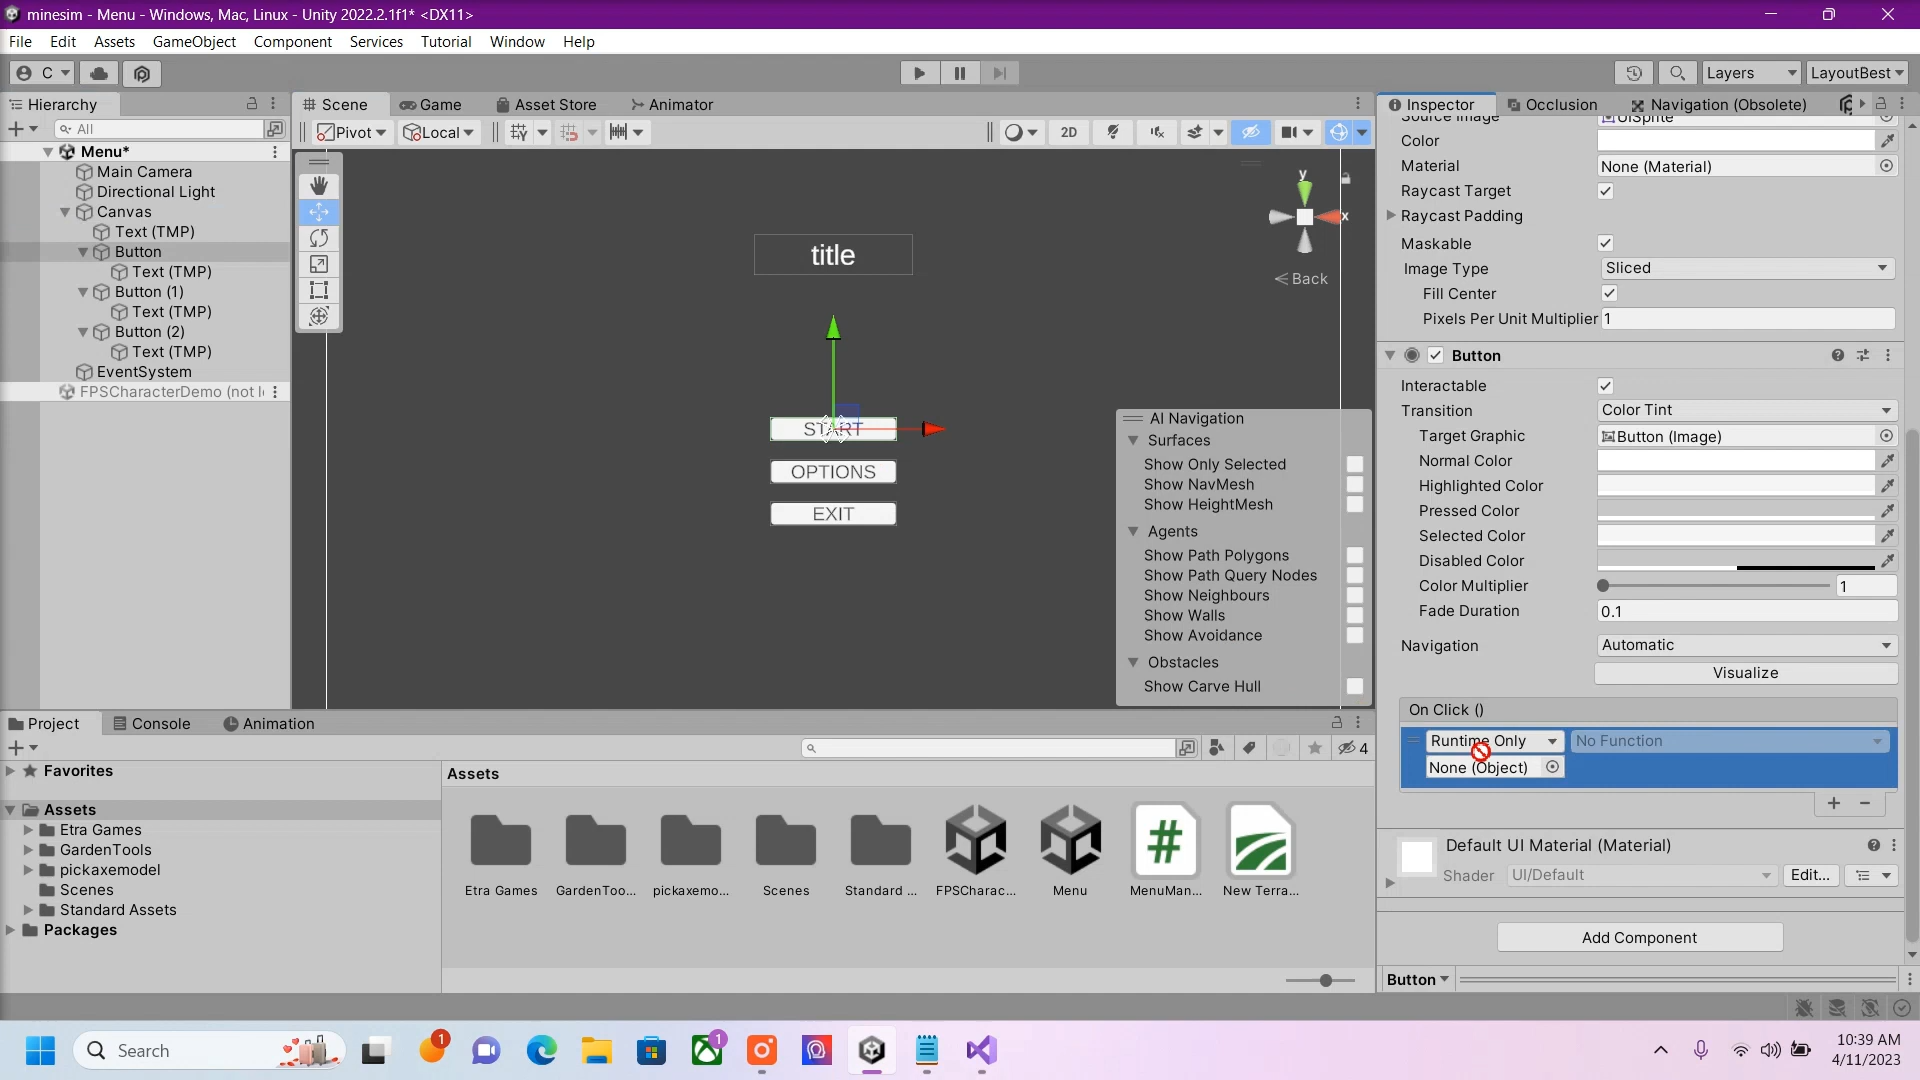 minesim - Menu - Windows, Mac, Linux - Unity 2022.2.1f1* <DX11>
File Edit Assets GameObject Component Services Tutorial Window Help
C Layers LayoutBest
Hierarchy
All
Menu*
Main Camera
Directional Light
Canvas
Text (TMP)
Button
Text (TMP)
Button (1)
Text (TMP)
Button (2)
Text (TMP)
EventSystem
FPSCharacterDemo (not l
Scene Game Asset Store Animator
Pivot Local 2D
y
x
Back
title
START
OPTIONS
EXIT
AI Navigation
Surfaces
Show Only Selected
Show NavMesh
Show HeightMesh
Agents
Show Path Polygons
Show Path Query Nodes
Show Neighbours
Show Walls
Show Avoidance
Obstacles
Show Carve Hull
Inspector Occlusion Navigation (Obsolete)
Source Image UISprite
Color
Material None (Material)
Raycast Target
Raycast Padding
Maskable
Image Type Sliced
Fill Center
Pixels Per Unit Multiplier 1
Button
Interactable
Transition Color Tint
Target Graphic Button (Image)
Normal Color
Highlighted Color
Pressed Color
Selected Color
Disabled Color
Color Multiplier 1
Fade Duration 0.1
Navigation Automatic
Visualize
On Click ()
Runtime Only No Function
None (Object)
Default UI Material (Material)
Shader UI/Default Edit...
Add Component
Button
Project Console Animation
4
Favorites
Assets
Etra Games
GardenTools
pickaxemodel
Scenes
Standard Assets
Packages
Assets
Etra Games GardenToo... pickaxemo... Scenes Standard ... FPSCharac... Menu MenuMan... New Terra...
Search 1 1
10:39 AM
4/11/2023